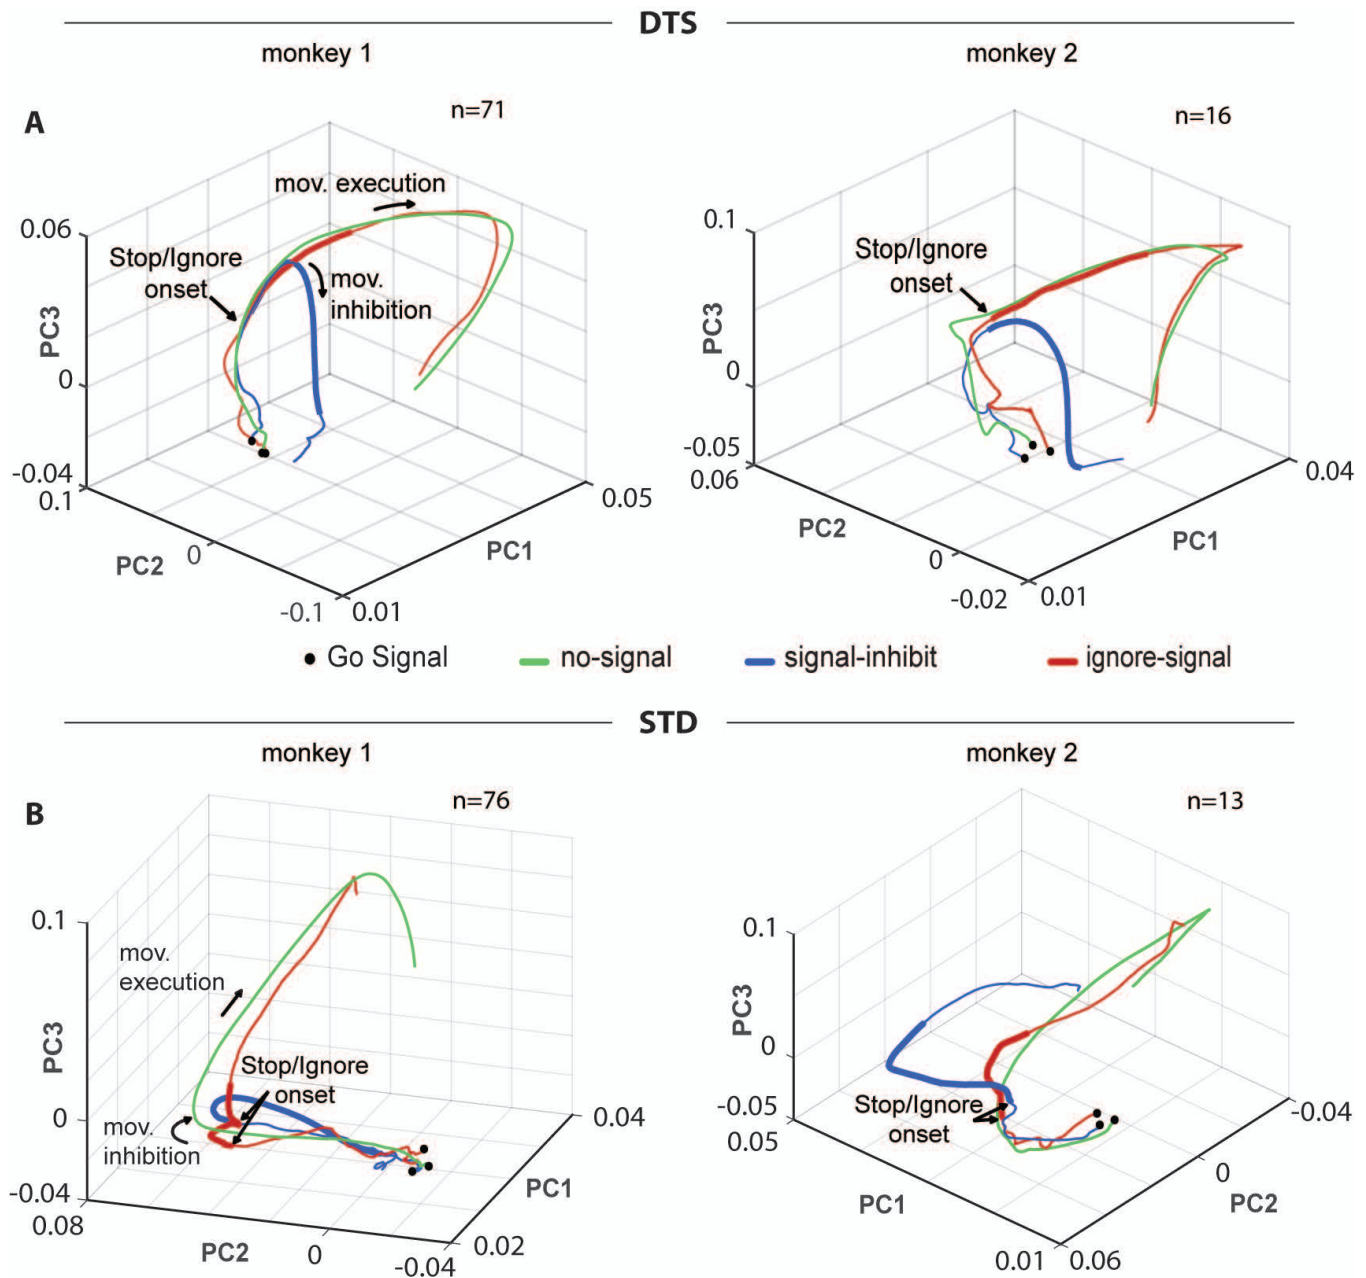 DTS
monkey 1
monkey 2
A
n=71
n=16
mov. execution
Stop/Ignore
onset
mov.
inhibition
0.06
PC3
0
-0.04
0.1
PC2
0
-0.1
0.01
PC1
0.05
Stop/Ignore
onset
0.1
PC3
0
-0.05
0.06
PC2
0
-0.02
0.01
PC1
0.04
Go Signal
no-signal
signal-inhibit
ignore-signal
STD
monkey 1
monkey 2
B
n=76
n=13
0.1
mov.
execution
PC3
Stop/Ignore
onset
0
mov.
inhibition
-0.04
0.08
PC2
0
-0.04
0.02
PC1
0.04
0.1
PC3
0
-0.05
0.05
Stop/Ignore
onset
PC1
0.01
0.06
PC2
0
-0.04